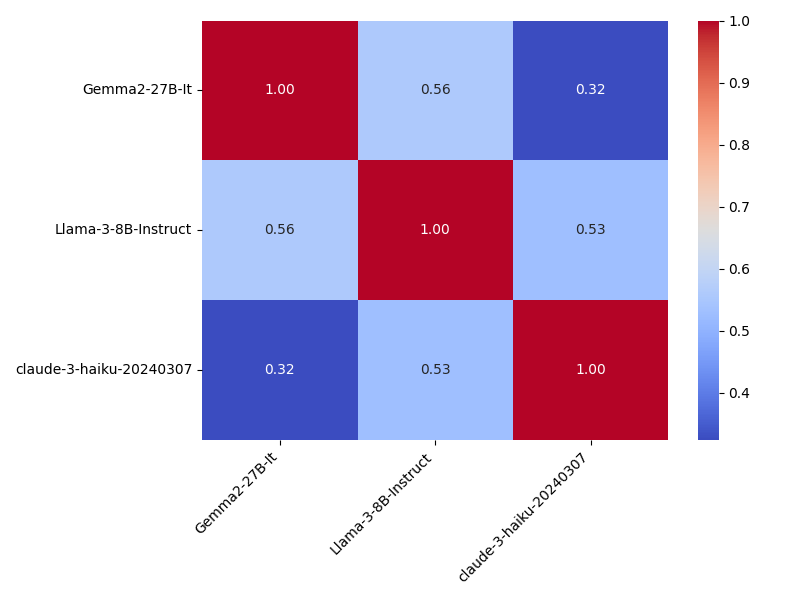 Gemma2-27B-It
1.00 0.56 0.32
Llama-3-8B-Instruct
0.56 1.00 0.53
claude-3-haiku-20240307
0.32 0.53 1.00
Gemma2-27B-It
Llama-3-8B-Instruct
claude-3-haiku-20240307
1.0
0.9
0.8
0.7
0.6
0.5
0.4